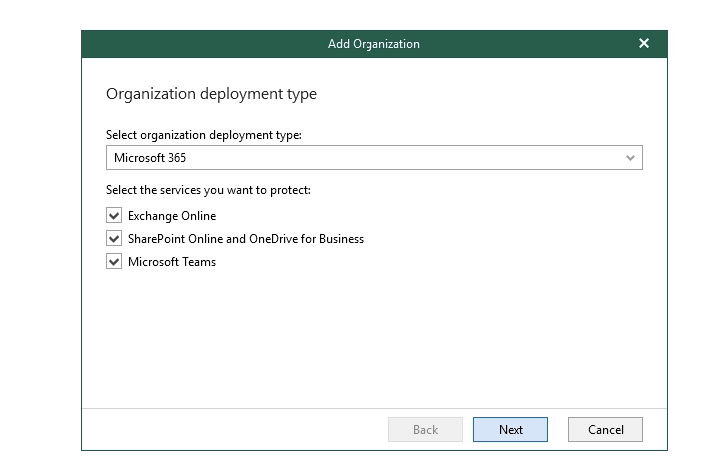 Add Organization
Organization deployment type
Select organization deployment type:
Microsoft 365
Select the services you want to protect:
Exchange Online
SharePoint Online and OneDrive for Business
Microsoft Teams
Back Next Cancel